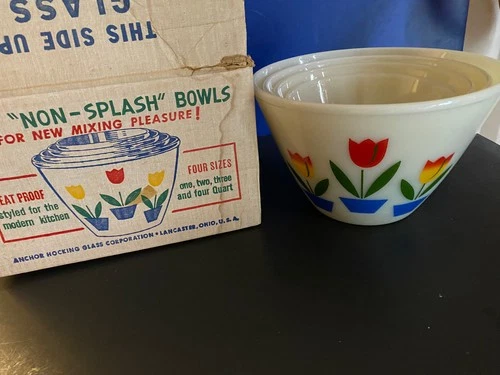 THIS SIDE UP
GLASS
"NON-SPLASH" BOWLS
FOR NEW MIXING PLEASURE!
EAT PROOF
styled for the
modern kitchen
FOUR SIZES
one, two, three
and four Quart
ANCHOR HOCKING GLASS CORPORATION • LANCASTER, OHIO, U.S.A.